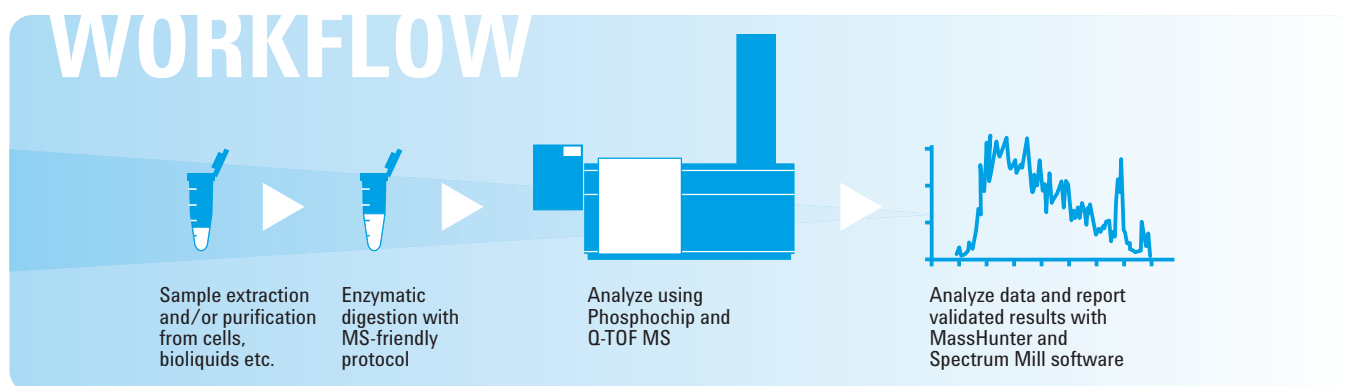 WORKFLOW
Sample extraction
and/or purification
from cells,
bioliquids etc.
Enzymatic
digestion with
MS-friendly
protocol
Analyze using
Phosphochip and
Q-TOF MS
Analyze data and report
validated results with
MassHunter and
Spectrum Mill software